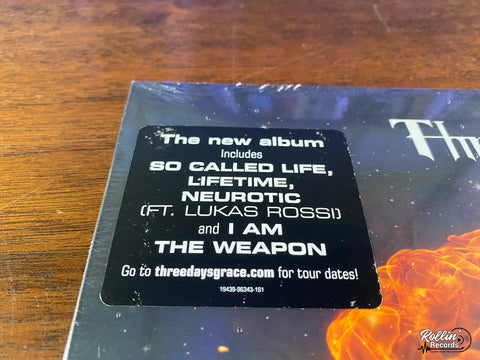 The new album
Includes
SO CALLED LIFE,
LIFETIME,
NEUROTIC
(FT. LUKAS ROSSI)
and I AM
THE WEAPON
Go to threedaysgrace.com for tour dates!
19439-96343-1S1
Rollin
Records